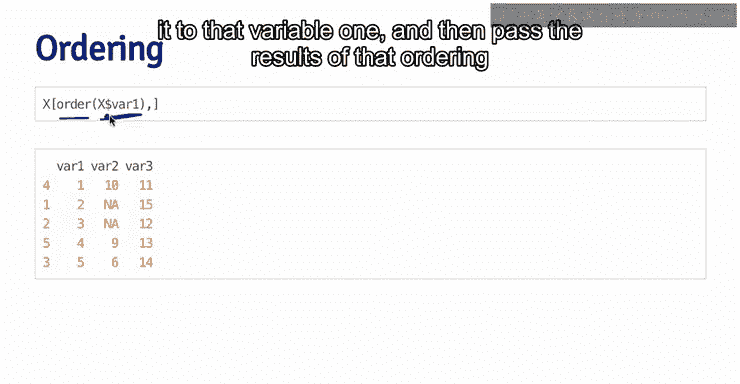 it to that variable one, and then pass the
results of that ordering
Ordering
X[order(X$var1),]
var1 var2 var3
4 1 10 11
1 2 NA 15
2 3 NA 12
5 4 9 13
3 5 6 14